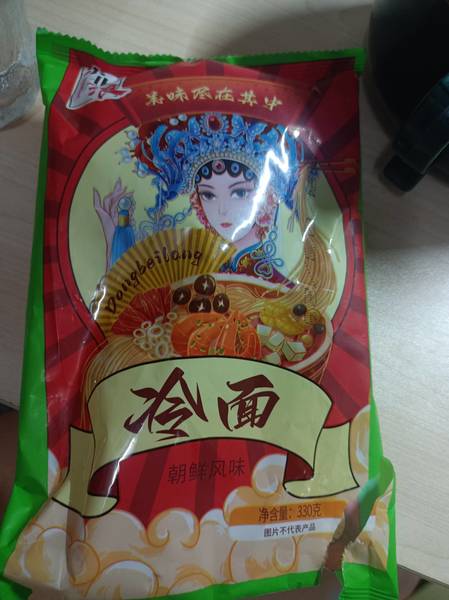 美味尽在其中
Dongbeilang
冷面
朝鲜风味
净含量：330克
图片不代表产品